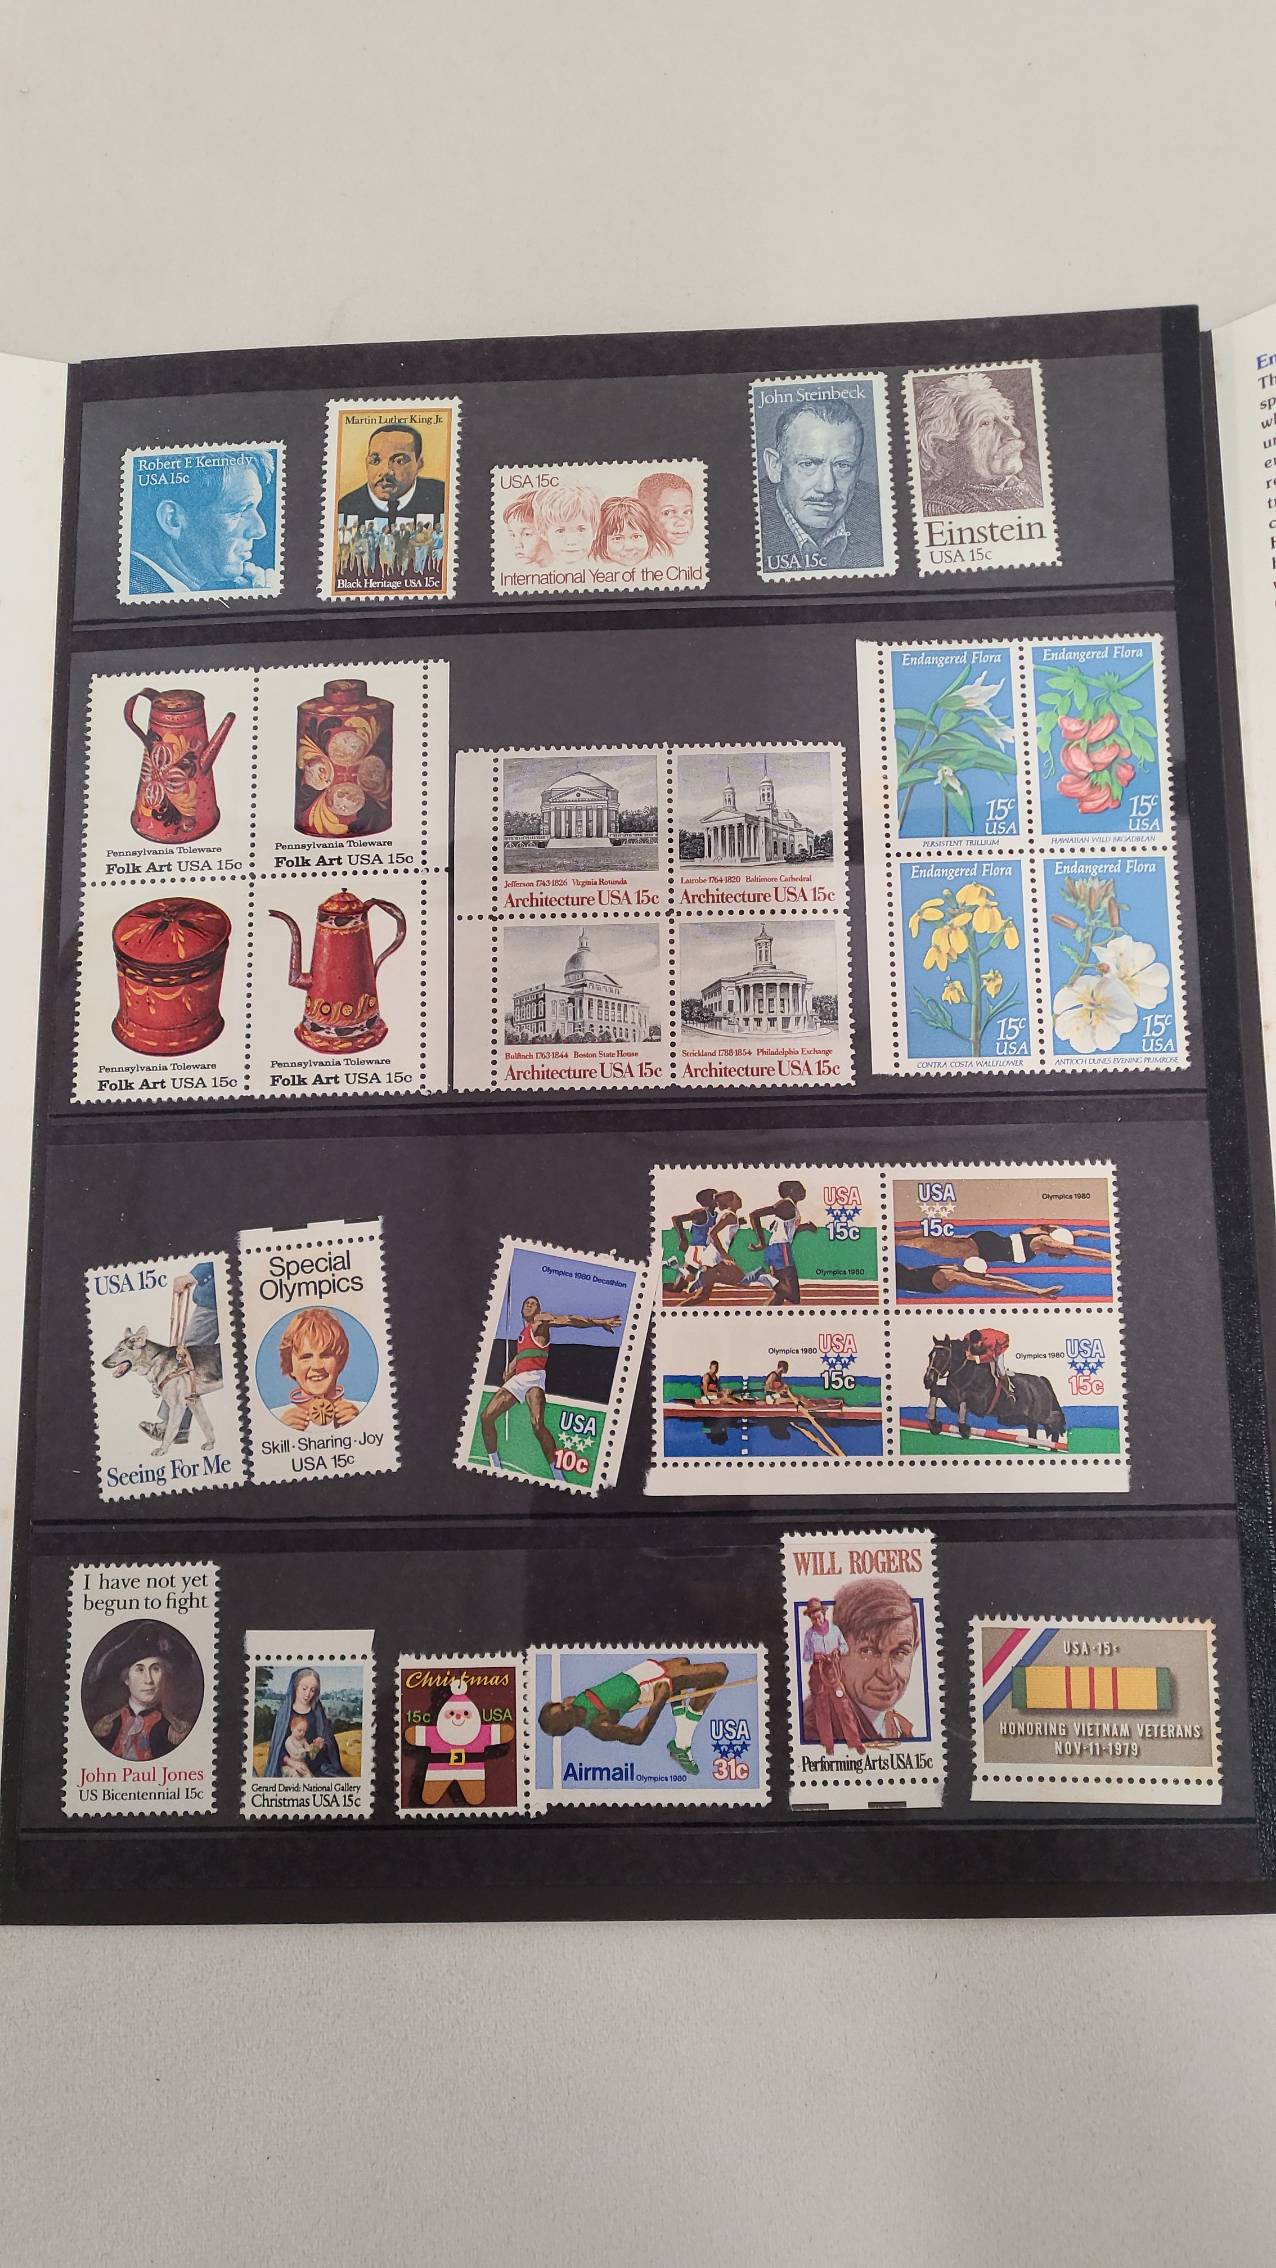 Robert F. Kennedy
USA 15c
Martin Luther King Jr.
Black Heritage USA 15c
USA 15c
International Year of the Child
John Steinbeck
USA 15c
Einstein
USA 15c
Pennsylvania Toleware
Folk Art USA 15c
Pennsylvania Toleware
Folk Art USA 15c
Pennsylvania Toleware
Folk Art USA 15c
Pennsylvania Toleware
Folk Art USA 15c
Jefferson 1743-1826 Virginia Rotunda
Architecture USA 15c
Latrobe 1764-1820 Baltimore Cathedral
Architecture USA 15c
Bulfinch 1763-1844 Boston State House
Architecture USA 15c
Strickland 1788-1854 Philadelphia Exchange
Architecture USA 15c
Endangered Flora
15c
USA
PERSISTENT TRILLIUM
Endangered Flora
15c
USA
HAWAIIAN WILD BROADBEAN
Endangered Flora
15c
USA
CONTRA COSTA WALLFLOWER
Endangered Flora
15c
USA
ANTIOCH DUNES EVENING PRIMROSE
USA 15c
Seeing For Me
Special
Olympics
Skill·Sharing·Joy
USA 15c
Olympics 1980 Decathlon
USA
10c
USA
15c
Olympics 1980
USA
15c
Olympics 1980
Olympics 1980
USA
15c
Olympics 1980
USA
15c
I have not yet
begun to fight
John Paul Jones
US Bicentennial 15c
Gerard David: National Gallery
Christmas USA 15c
Christmas
15c USA
USA
31c
Airmail Olympics 1980
WILL ROGERS
Performing Arts USA 15c
USA·15c
HONORING VIETNAM VETERANS
NOV·11·1979